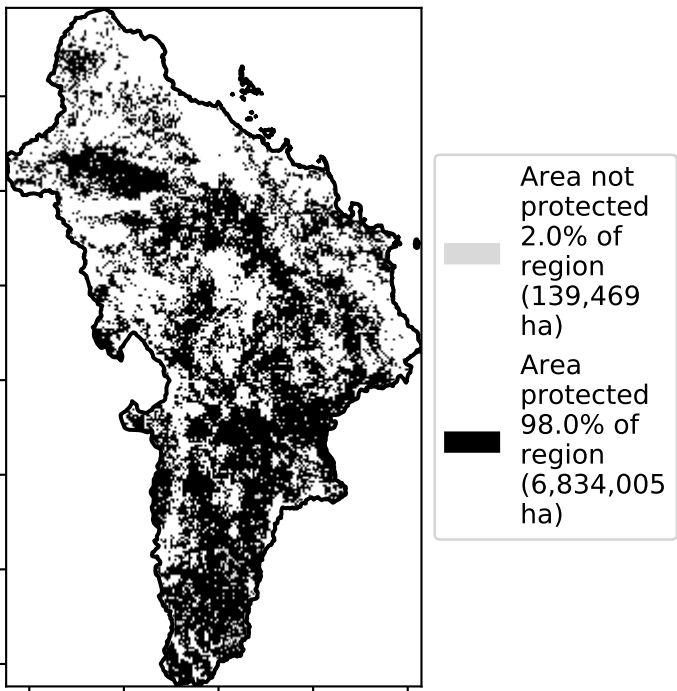 Area not
protected
2.0% of
region
(139,469
ha)
Area
protected
98.0% of
region
(6,834,005
ha)